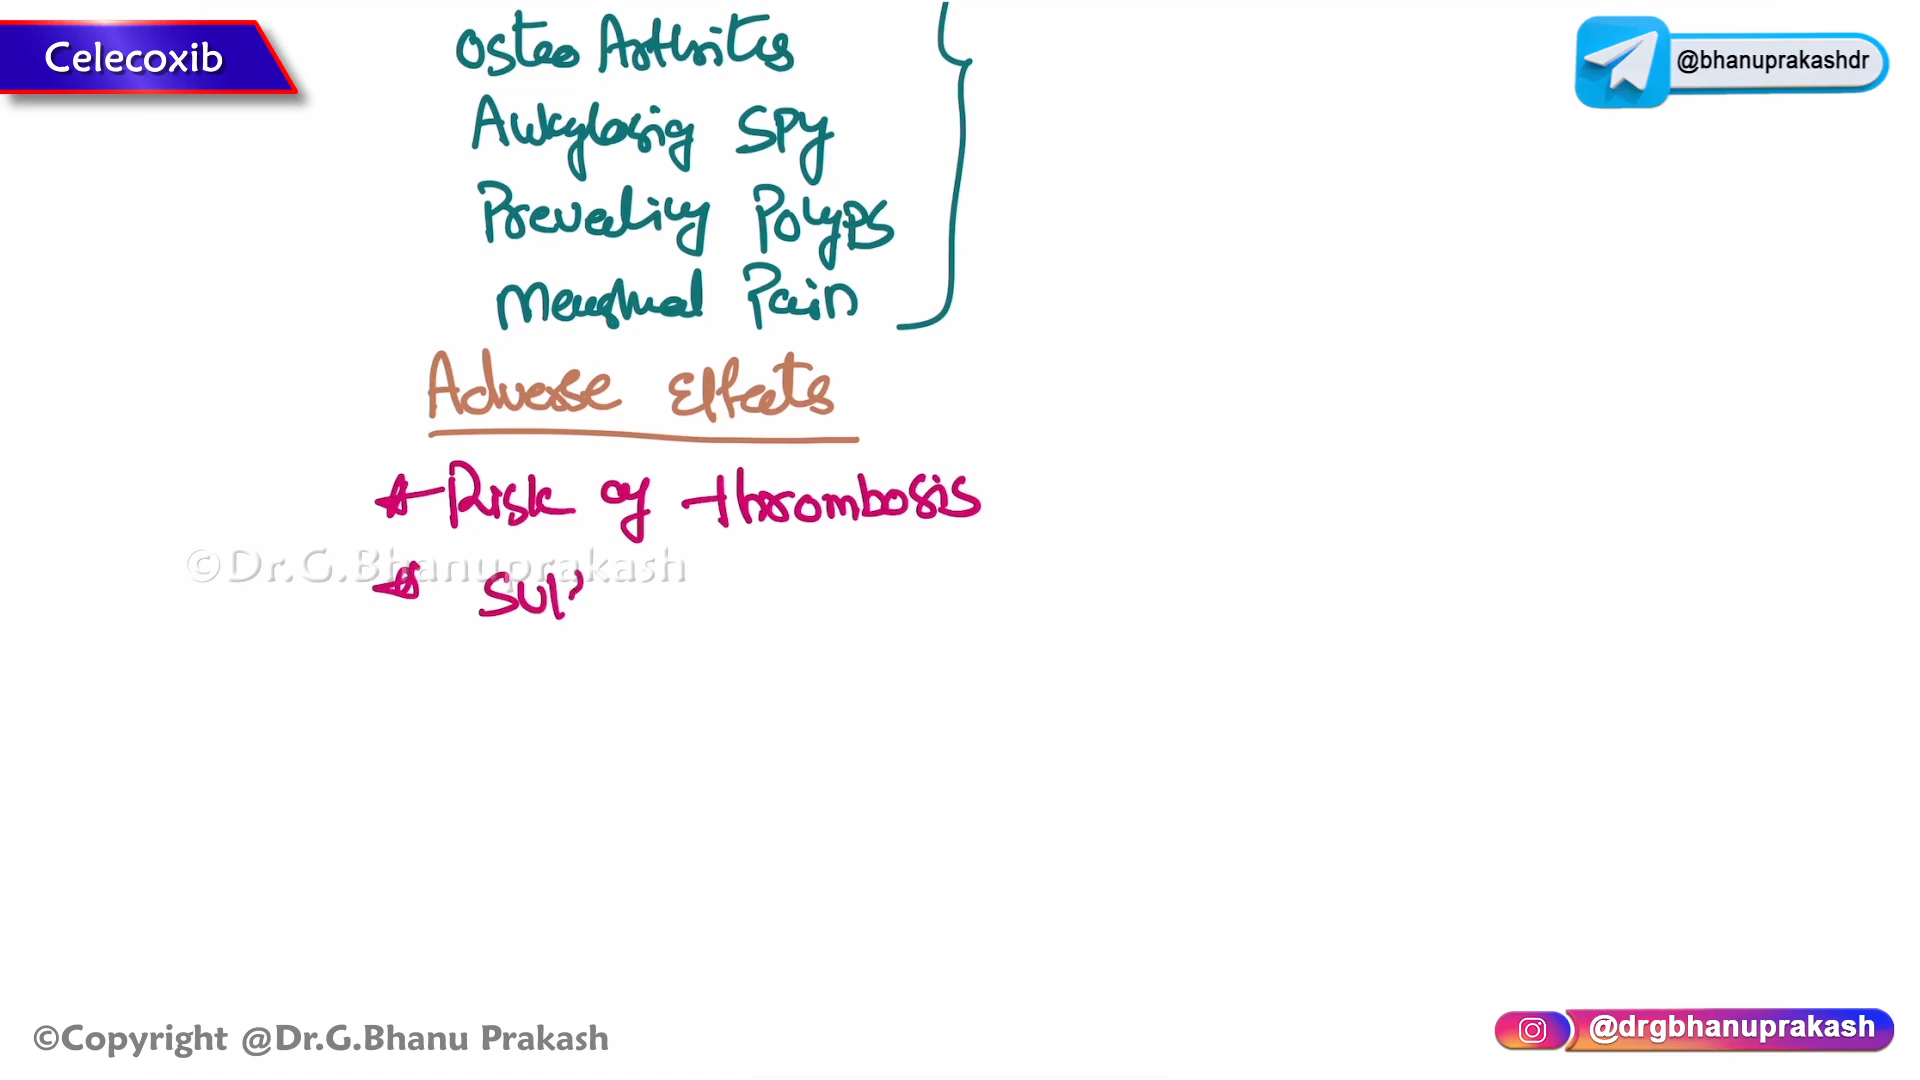 Celecoxib
@bhanuprakashdr
Osteo Arthritis
Ankylosing SPy
Preventing Polyps
Menstrual Pain
Adverse Effects
Risk of thrombosis
©Dr.G.Bhanuprakash
SUL
©Copyright @Dr.G.Bhanu Prakash
@drgbhanuprakash